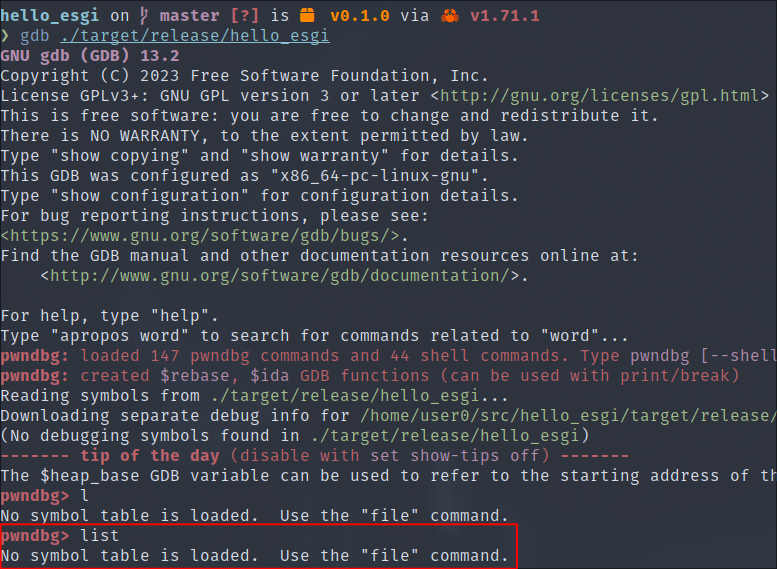 hello_esgi on master [?] is v0.1.0 via v1.71.1
❯ gdb ./target/release/hello_esgi
GNU gdb (GDB) 13.2
Copyright (C) 2023 Free Software Foundation, Inc.
License GPLv3+: GNU GPL version 3 or later <http://gnu.org/licenses/gpl.html>
This is free software: you are free to change and redistribute it.
There is NO WARRANTY, to the extent permitted by law.
Type "show copying" and "show warranty" for details.
This GDB was configured as "x86_64-pc-linux-gnu".
Type "show configuration" for configuration details.
For bug reporting instructions, please see:
<https://www.gnu.org/software/gdb/bugs/>.
Find the GDB manual and other documentation resources online at:
    <http://www.gnu.org/software/gdb/documentation/>.

For help, type "help".
Type "apropos word" to search for commands related to "word"...
pwndbg: loaded 147 pwndbg commands and 44 shell commands. Type pwndbg [--shell
pwndbg: created $rebase, $ida GDB functions (can be used with print/break)
Reading symbols from ./target/release/hello_esgi...
Downloading separate debug info for /home/user0/src/hello_esgi/target/release/
(No debugging symbols found in ./target/release/hello_esgi)
------- tip of the day (disable with set show-tips off) -------
The $heap_base GDB variable can be used to refer to the starting address of th
pwndbg> l
No symbol table is loaded.  Use the "file" command.
pwndbg> list
No symbol table is loaded.  Use the "file" command.